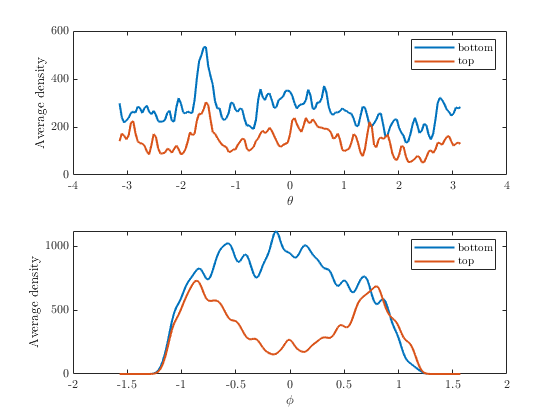 600
400
200
0
Average density
bottom
top
-4 -3 -2 -1 0 1 2 3 4
θ
1000
500
0
Average density
bottom
top
-2 -1.5 -1 -0.5 0 0.5 1 1.5 2
ϕ